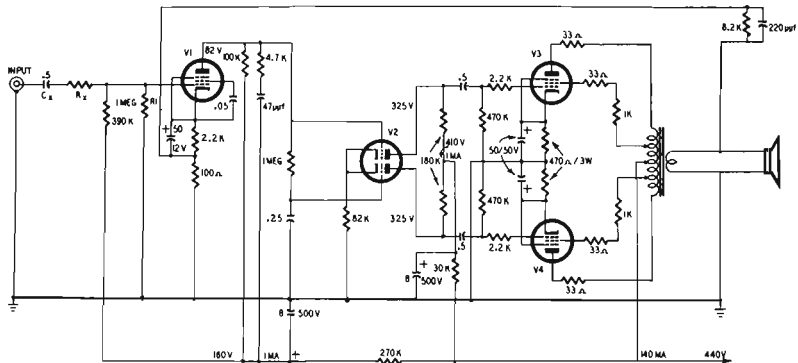 8.2K
220μμf
V1
82V
100K
4.7K
47μμf
INPUT
.5
Cx
Rx
1MEG
R1
390K
.05
+
50
12V
2.2K
100Ω
V2
1MEG
.25
82K
325V
180K
410V
1MA
325V
.5
2.2K
470K
50/50V
+
+
470K
470Ω/3W
.5
2.2K
V3
33Ω
33Ω
1K
1K
33Ω
V4
33Ω
+
8
500V
30K
8
500V
+
160V
1MA
270K
140MA
440V